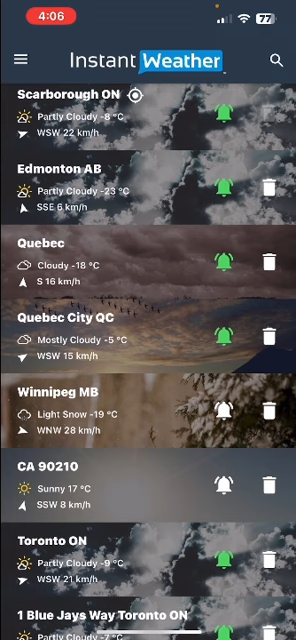 4:06
77
Instant Weather
Scarborough ON
Partly Cloudy -8 °C
WSW 22 km/h
Edmonton AB
Partly Cloudy -23 °C
SSE 6 km/h
Quebec
Cloudy -18 °C
S 16 km/h
Quebec City QC
Mostly Cloudy -5 °C
WSW 15 km/h
Winnipeg MB
Light Snow -19 °C
WNW 28 km/h
CA 90210
Sunny 17 °C
SSW 8 km/h
Toronto ON
Partly Cloudy -9 °C
WSW 21 km/h
1 Blue Jays Way Toronto ON
Partly Cloudy -7 °C